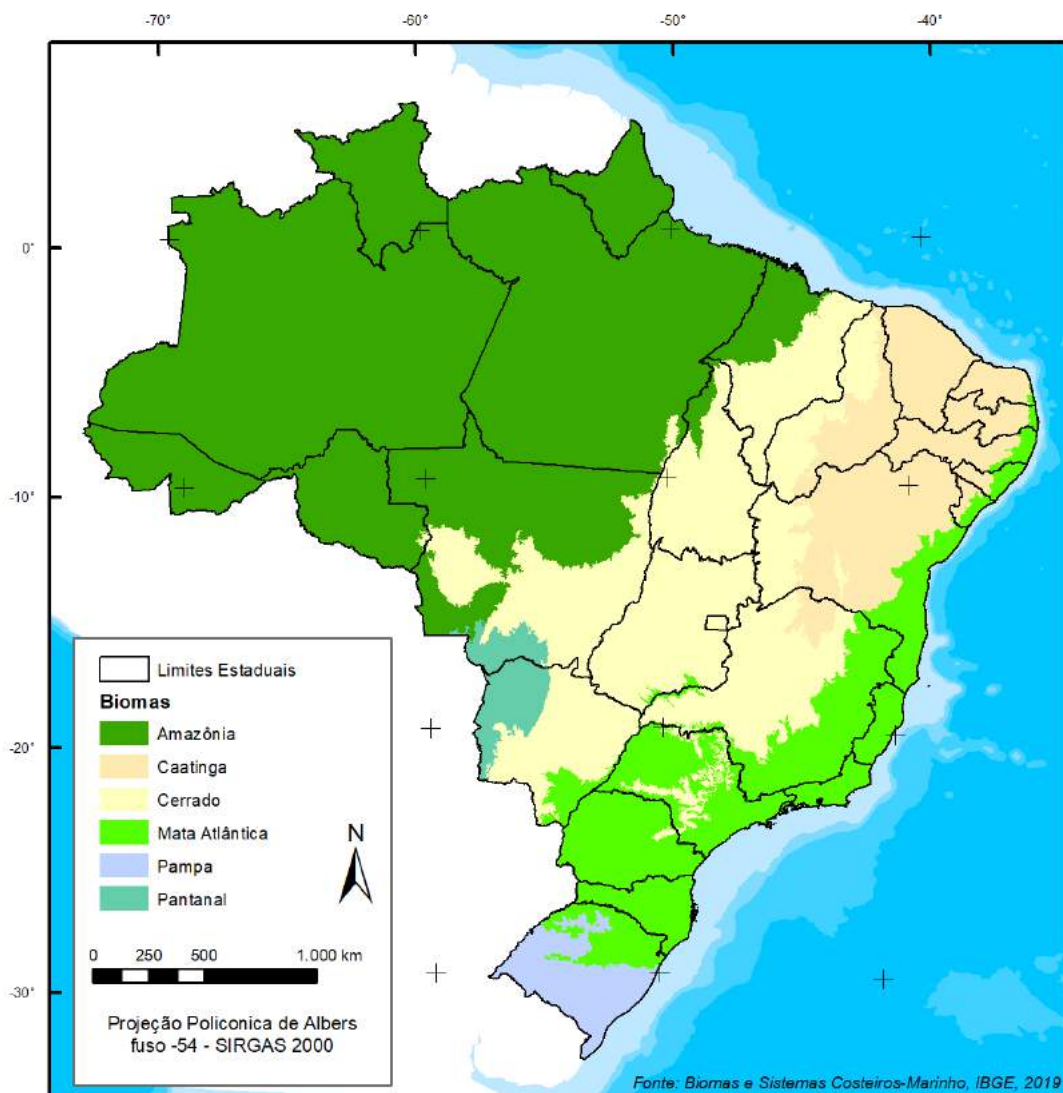 -70°
-60°
-50°
-40°
0°
-10°
-20°
-30°
Limites Estaduais
Biomas
Amazônia
Caatinga
Cerrado
Mata Atlântica
Pampa
Pantanal
N
0 250 500 1.000 km
Projeção Policonica de Albers
fuso -54 - SIRGAS 2000
Fonte: Biomas e Sistemas Costeiros-Marinho, IBGE, 2019